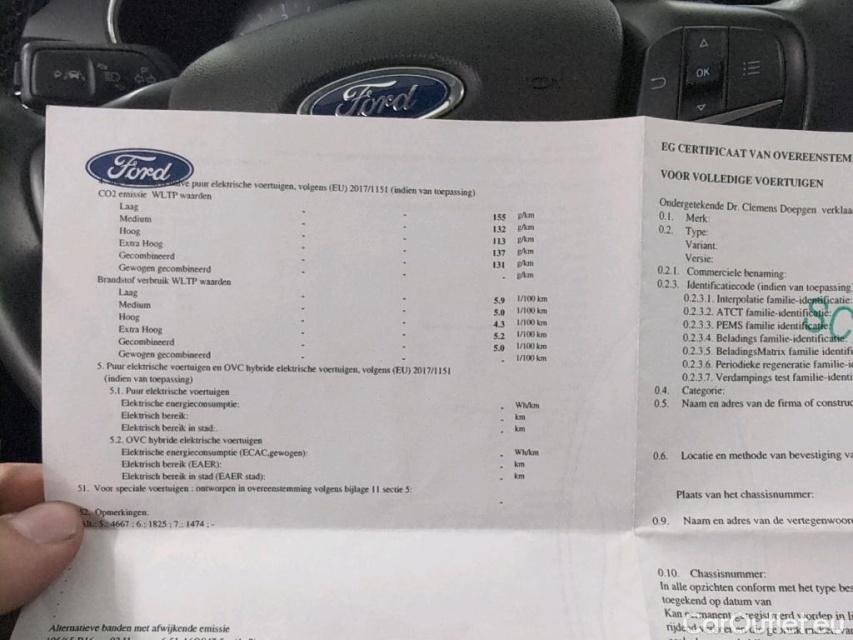 OK
Ford
Ford
ve puur elektrische voertuigen, volgens (EU) 2017/1151 (indien van toepassing)
CO2 emissie WLTP waarden
Laag - - 155 g/km
Medium - - 132 g/km
Hoog - - 113 g/km
Extra Hoog - - 137 g/km
Gecombineerd - - 131 g/km
Gewogen gecombineerd - g/km
Brandstof verbruik WLTP waarden
Laag - - 5.9 l/100 km
Medium - - 5.0 l/100 km
Hoog - - 4.3 l/100 km
Extra Hoog - - 5.2 l/100 km
Gecombineerd - - 5.0 l/100 km
Gewogen gecombineerd - l/100 km
5. Puur elektrische voertuigen en OVC hybride elektrische voertuigen, volgens (EU) 2017/1151
(indien van toepassing)
5.1. Puur elektrische voertuigen
Elektrische energieconsumptie: - Wh/km
Elektrisch bereik: - km
Elektrisch bereik in stad: - km
5.2. OVC hybride elektrische voertuigen
Elektrische energieconsumptie (ECAC,gewogen): - Wh/km
Elektrisch bereik (EAER): - km
Elektrisch bereik in stad (EAER stad): - km
51. Voor speciale voertuigen : ontworpen in overeenstemming volgens bijlage 11 sectie 5:
-
52. Opmerkingen.
Alt.: 5.: 4667 ; 6.: 1825 ; 7.: 1474 ; -
Alternatieve banden met afwijkende emissie
EG CERTIFICAAT VAN OVEREENSTEM
VOOR VOLLEDIGE VOERTUIGEN
Ondergetekende Dr. Clemens Doepgen verklaa
0.1. Merk:
0.2. Type:
Variant:
Versie:
0.2.1. Commerciele benaming:
0.2.3. Identificatiecode (indien van toepassing
0.2.3.1. Interpolatie familie-identificatie:
0.2.3.2. ATCT familie-identificatie:
0.2.3.3. PEMS familie identificatie:
0.2.3.4. Beladings familie-identificatie:
0.2.3.5. BeladingsMatrix familie identifi
0.2.3.6. Periodieke regeneratie familie-i
0.2.3.7. Verdampings test familie-identi
SC
0.4. Categorie:
0.5. Naam en adres van de firma of construc
0.6. Locatie en methode van bevestiging va
Plaats van het chassisnummer:
0.9. Naam en adres van de vertegenwoor
0.10. Chassisnummer:
In alle opzichten conform met het type bes
toegekend op datum van
Kan permanent geregistreerd worden in li
CarOutlet.eu